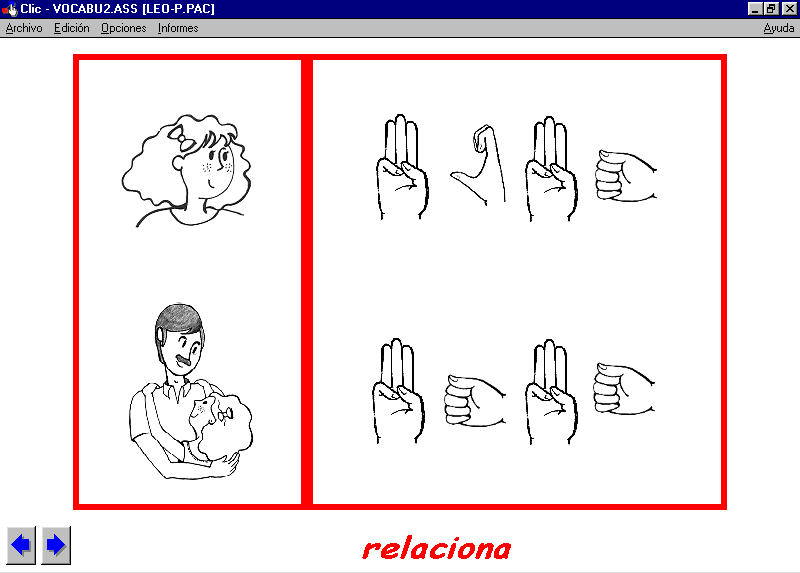 Clic - VOCABU2.ASS [LEO-P.PAC]
Archivo Edición Opciones Informes Ayuda
relaciona